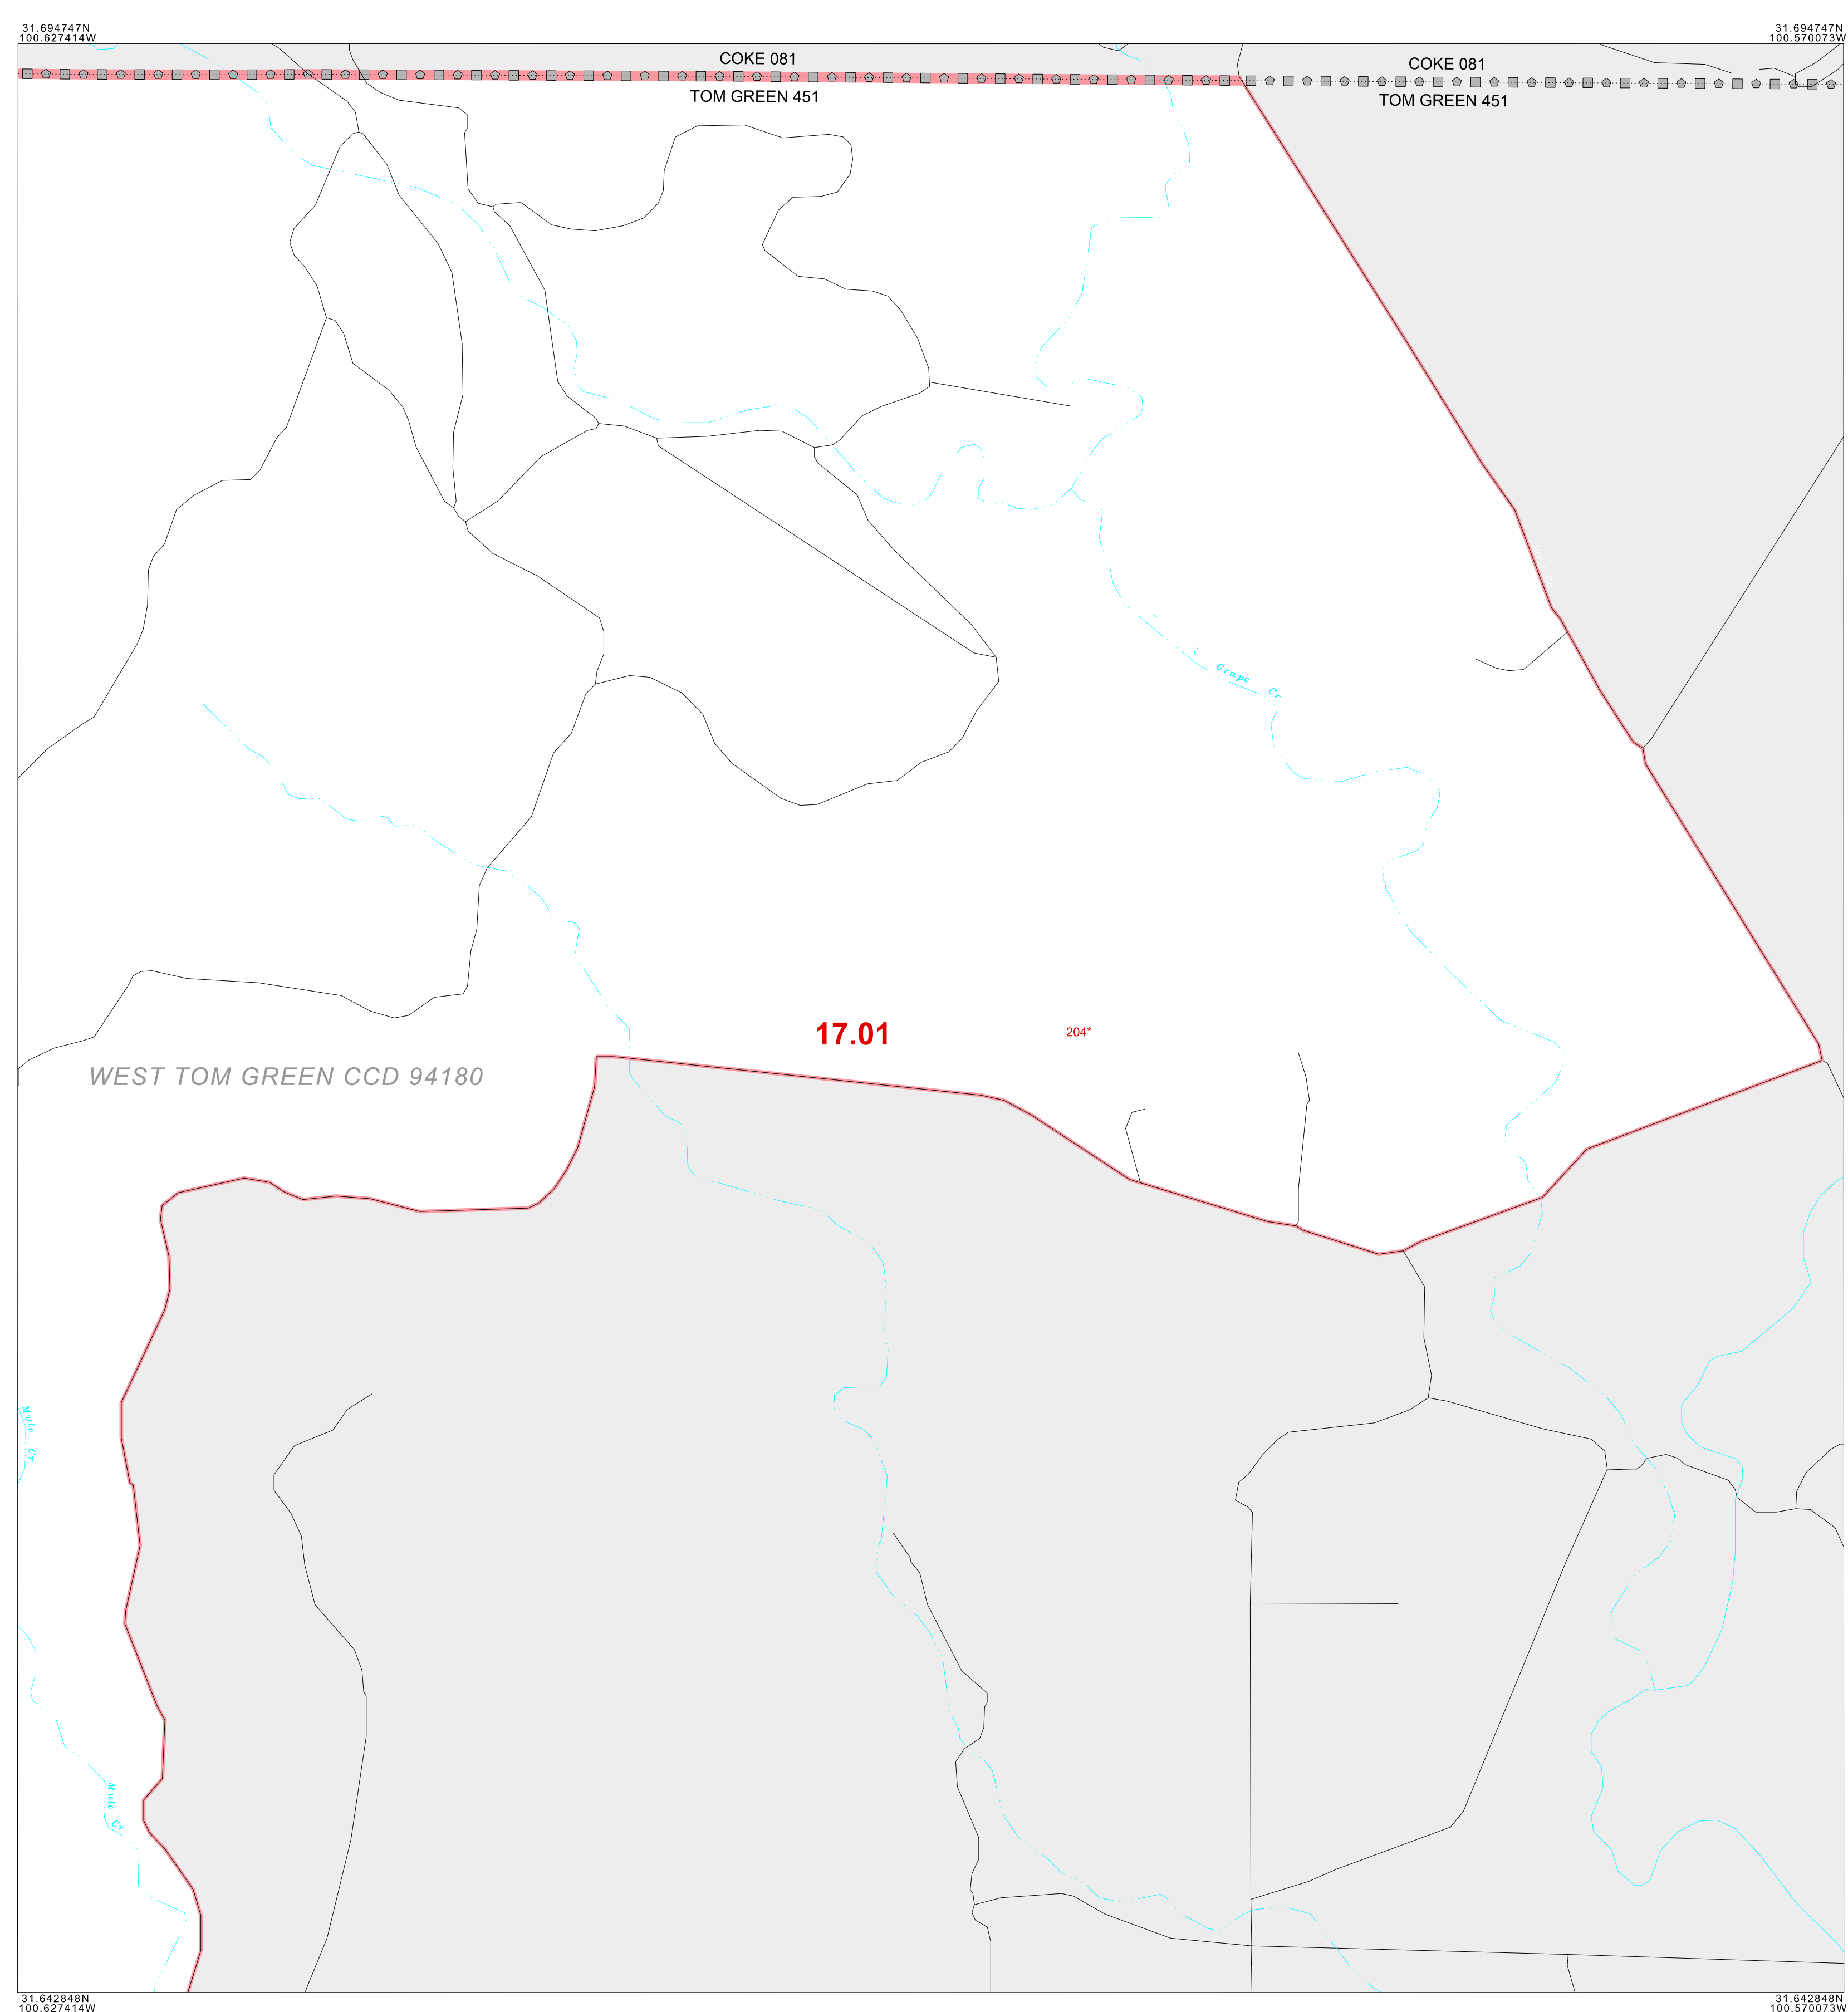 31.694747N
100.627414W
31.694747N
100.570073W
COKE 081
TOM GREEN 451
COKE 081
TOM GREEN 451
Grape Cr
17.01
204*
WEST TOM GREEN CCD 94180
Mule Cr
Mule Cr
31.642848N
100.627414W
31.642848N
100.570073W